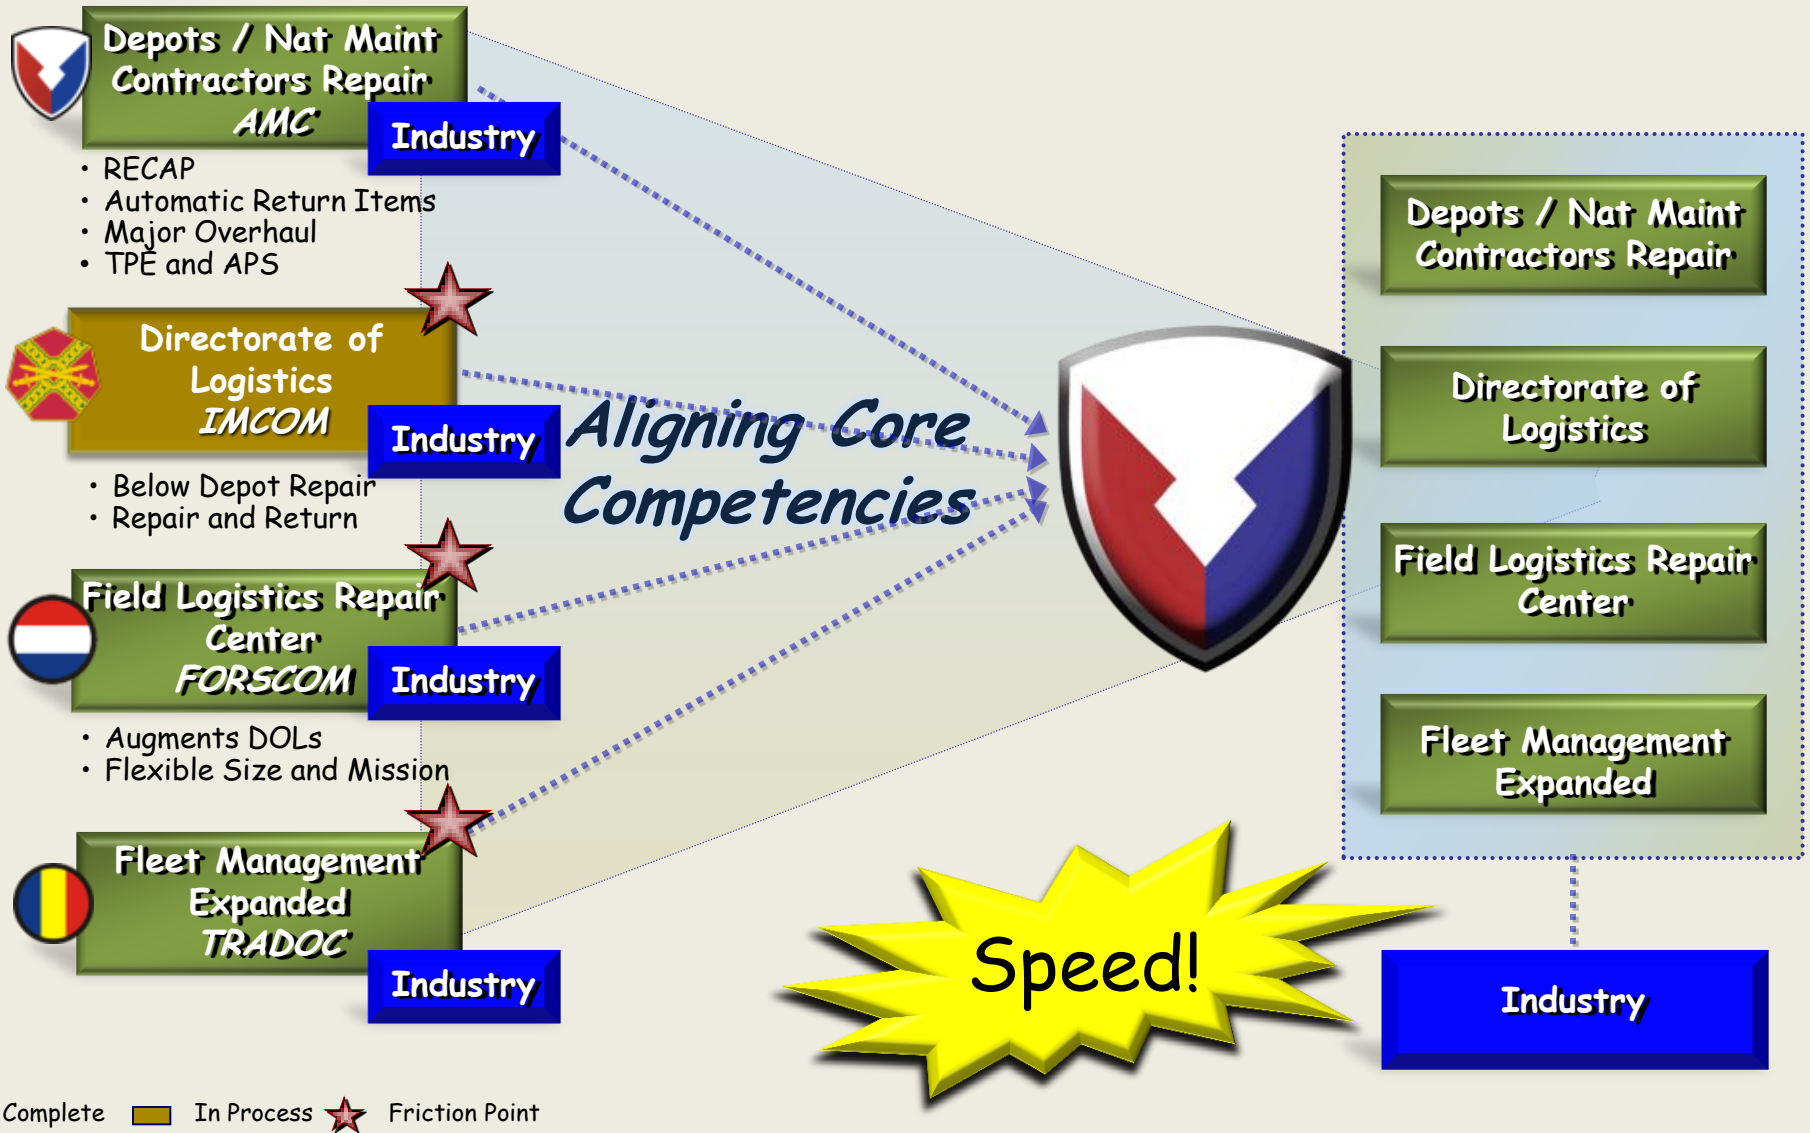 Depots / Nat Maint
Contractors Repair
AMC
Industry
• RECAP
• Automatic Return Items
• Major Overhaul
• TPE and APS
Directorate of
Logistics
IMCOM
Industry
• Below Depot Repair
• Repair and Return
Field Logistics Repair
Center
FORSCOM
Industry
• Augments DOLs
• Flexible Size and Mission
Fleet Management
Expanded
TRADOC
Industry
Aligning Core
Competencies
Depots / Nat Maint
Contractors Repair
Directorate of
Logistics
Field Logistics Repair
Center
Fleet Management
Expanded
Speed!
Industry
Complete In Process Friction Point